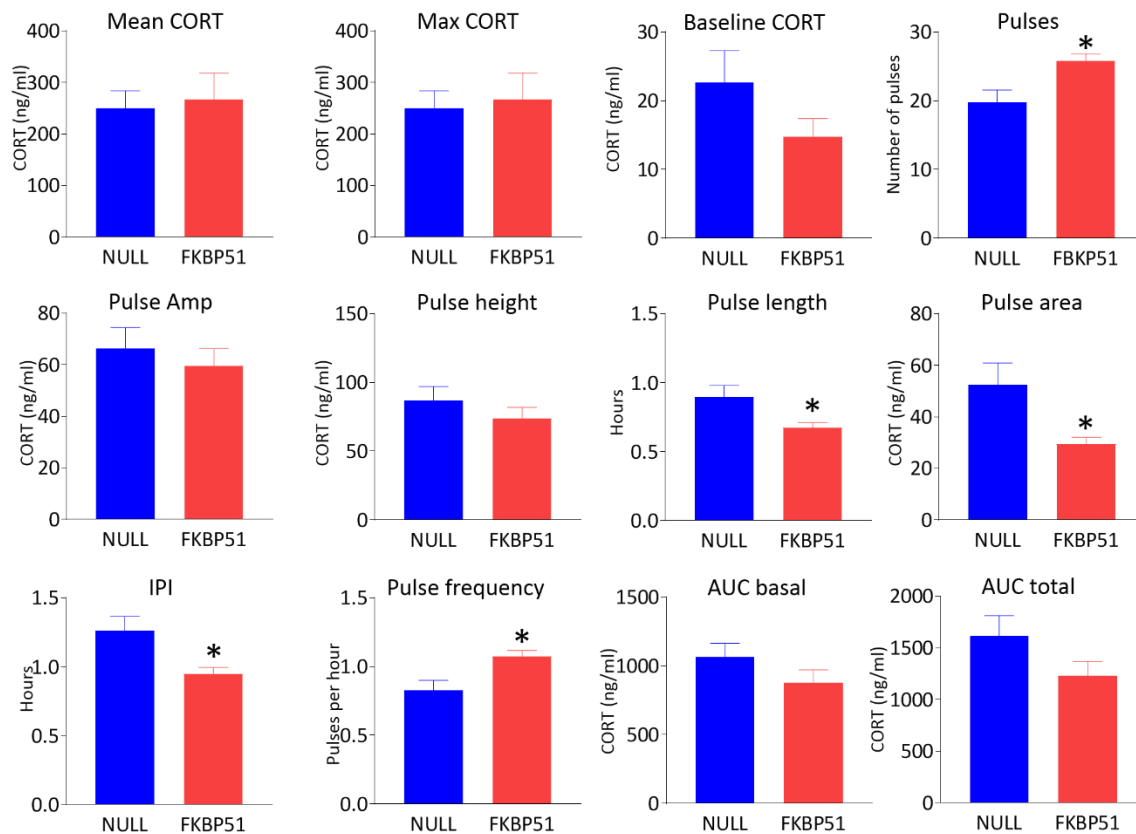 Mean CORT
CORT (ng/ml)
400
300
200
100
0
NULL FKBP51
Max CORT
CORT (ng/ml)
400
300
200
100
0
NULL FKBP51
Baseline CORT
CORT (ng/ml)
30
20
10
0
NULL FKBP51
Pulses
Number of pulses
30
20
10
0
*
NULL FBKP51
Pulse Amp
CORT (ng/ml)
80
60
40
20
0
NULL FKBP51
Pulse height
CORT (ng/ml)
150
100
50
0
NULL FKBP51
Pulse length
Hours
1.5
1.0
0.5
0.0
*
NULL FKBP51
Pulse area
CORT (ng/ml)
80
60
40
20
0
*
NULL FKBP51
IPI
Hours
1.5
1.0
0.5
0.0
*
NULL FKBP51
Pulse frequency
Pulses per hour
1.5
1.0
0.5
0.0
*
NULL FKBP51
AUC basal
CORT (ng/ml)
1500
1000
500
0
NULL FKBP51
AUC total
CORT (ng/ml)
2000
1500
1000
500
0
NULL FKBP51